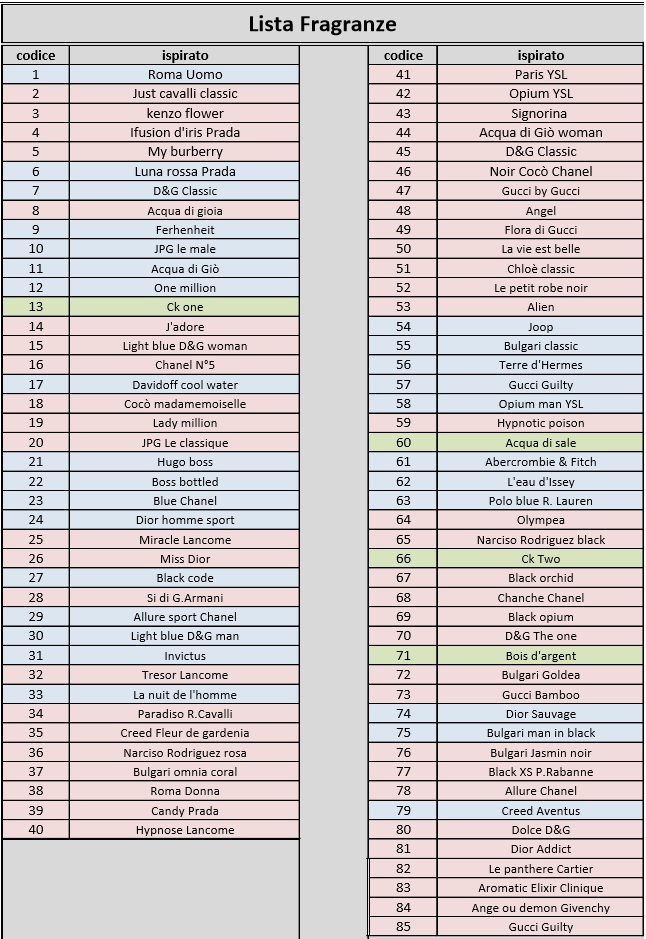 Lista Fragranze
codice ispirato
1 Roma Uomo
2 Just cavalli classic
3 kenzo flower
4 Ifusion d'iris Prada
5 My burberry
6 Luna rossa Prada
7 D&G Classic
8 Acqua di gioia
9 Ferhenheit
10 JPG le male
11 Acqua di Giò
12 One million
13 Ck one
14 J'adore
15 Light blue D&G woman
16 Chanel N°5
17 Davidoff cool water
18 Cocò madamemoiselle
19 Lady million
20 JPG Le classique
21 Hugo boss
22 Boss bottled
23 Blue Chanel
24 Dior homme sport
25 Miracle Lancome
26 Miss Dior
27 Black code
28 Si di G.Armani
29 Allure sport Chanel
30 Light blue D&G man
31 Invictus
32 Tresor Lancome
33 La nuit de l'homme
34 Paradiso R.Cavalli
35 Creed Fleur de gardenia
36 Narciso Rodriguez rosa
37 Bulgari omnia coral
38 Roma Donna
39 Candy Prada
40 Hypnose Lancome
codice ispirato
41 Paris YSL
42 Opium YSL
43 Signorina
44 Acqua di Giò woman
45 D&G Classic
46 Noir Cocò Chanel
47 Gucci by Gucci
48 Angel
49 Flora di Gucci
50 La vie est belle
51 Chloè classic
52 Le petit robe noir
53 Alien
54 Joop
55 Bulgari classic
56 Terre d'Hermes
57 Gucci Guilty
58 Opium man YSL
59 Hypnotic poison
60 Acqua di sale
61 Abercrombie & Fitch
62 L'eau d'Issey
63 Polo blue R. Lauren
64 Olympea
65 Narciso Rodriguez black
66 Ck Two
67 Black orchid
68 Chanche Chanel
69 Black opium
70 D&G The one
71 Bois d'argent
72 Bulgari Goldea
73 Gucci Bamboo
74 Dior Sauvage
75 Bulgari man in black
76 Bulgari Jasmin noir
77 Black XS P.Rabanne
78 Allure Chanel
79 Creed Aventus
80 Dolce D&G
81 Dior Addict
82 Le panthere Cartier
83 Aromatic Elixir Clinique
84 Ange ou demon Givenchy
85 Gucci Guilty